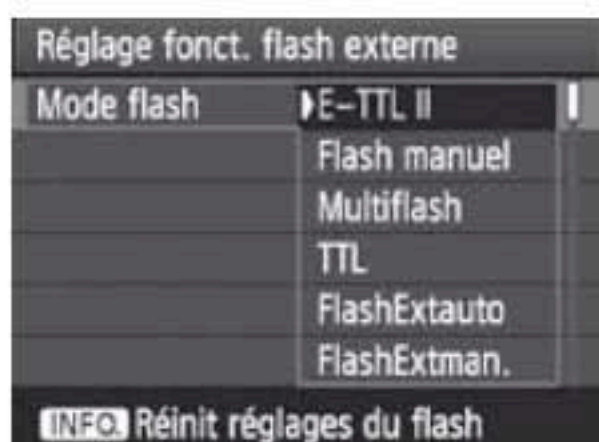 Réglage fonct. flash externe
Mode flash E-TTL II
Flash manuel
Multiflash
TTL
FlashExtauto
FlashExtman.
INFO. Réinit réglages du flash